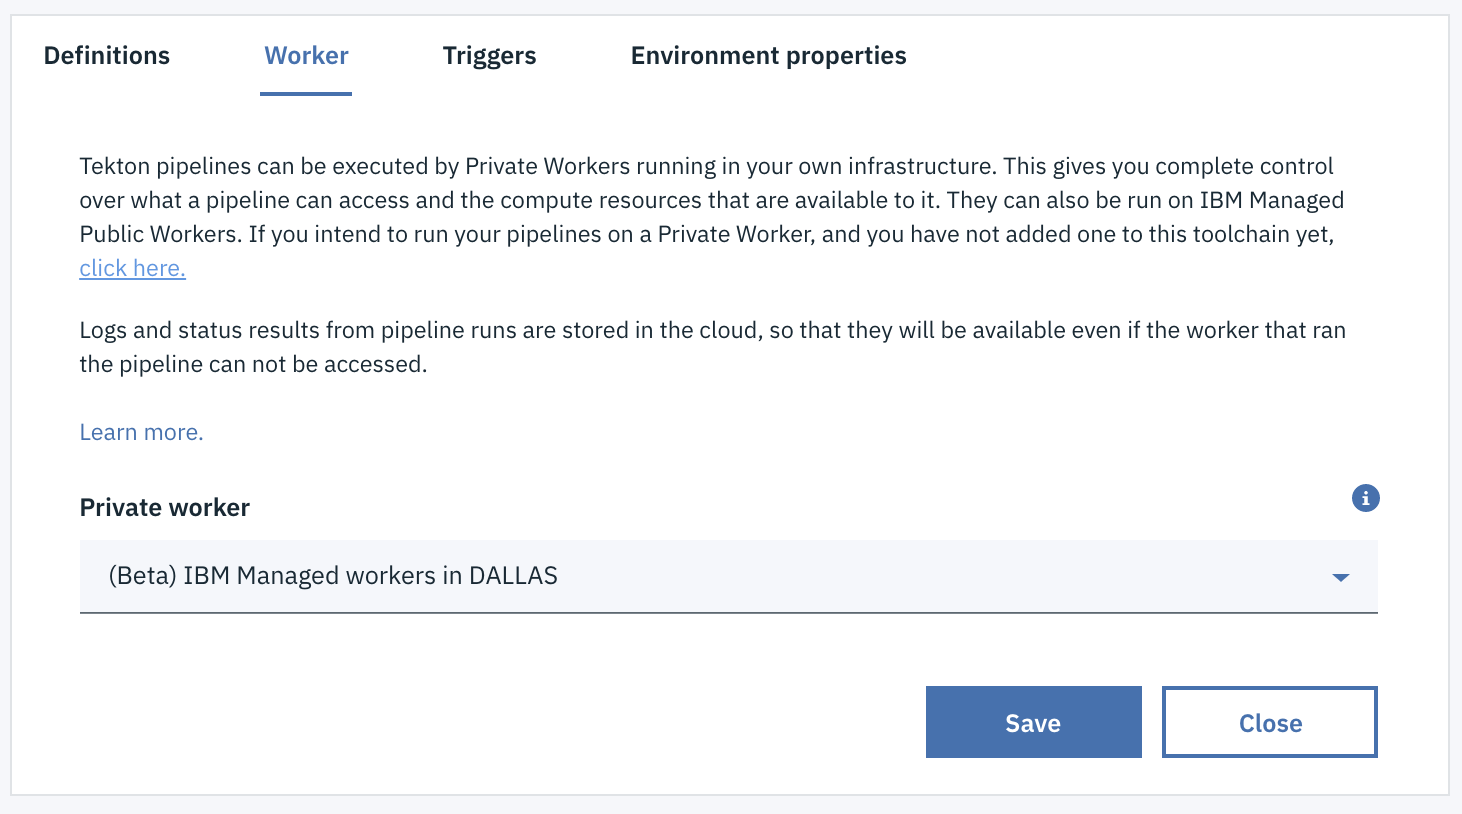 Definitions Worker Triggers Environment properties
Tekton pipelines can be executed by Private Workers running in your own infrastructure. This gives you complete control
over what a pipeline can access and the compute resources that are available to it. They can also be run on IBM Managed
Public Workers. If you intend to run your pipelines on a Private Worker, and you have not added one to this toolchain yet,
click here.
Logs and status results from pipeline runs are stored in the cloud, so that they will be available even if the worker that ran
the pipeline can not be accessed.
Learn more.
Private worker
(Beta) IBM Managed workers in DALLAS
Save Close